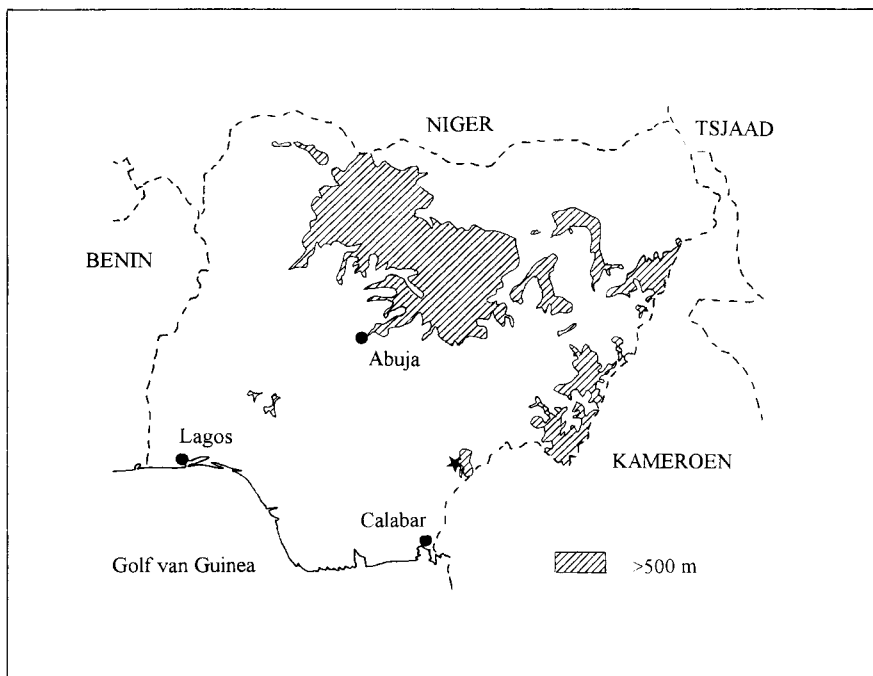 NIGER
TSJAAD
BENIN
Abuja
Lagos
KAMEROEN
Calabar
Golf van Guinea
>500 m